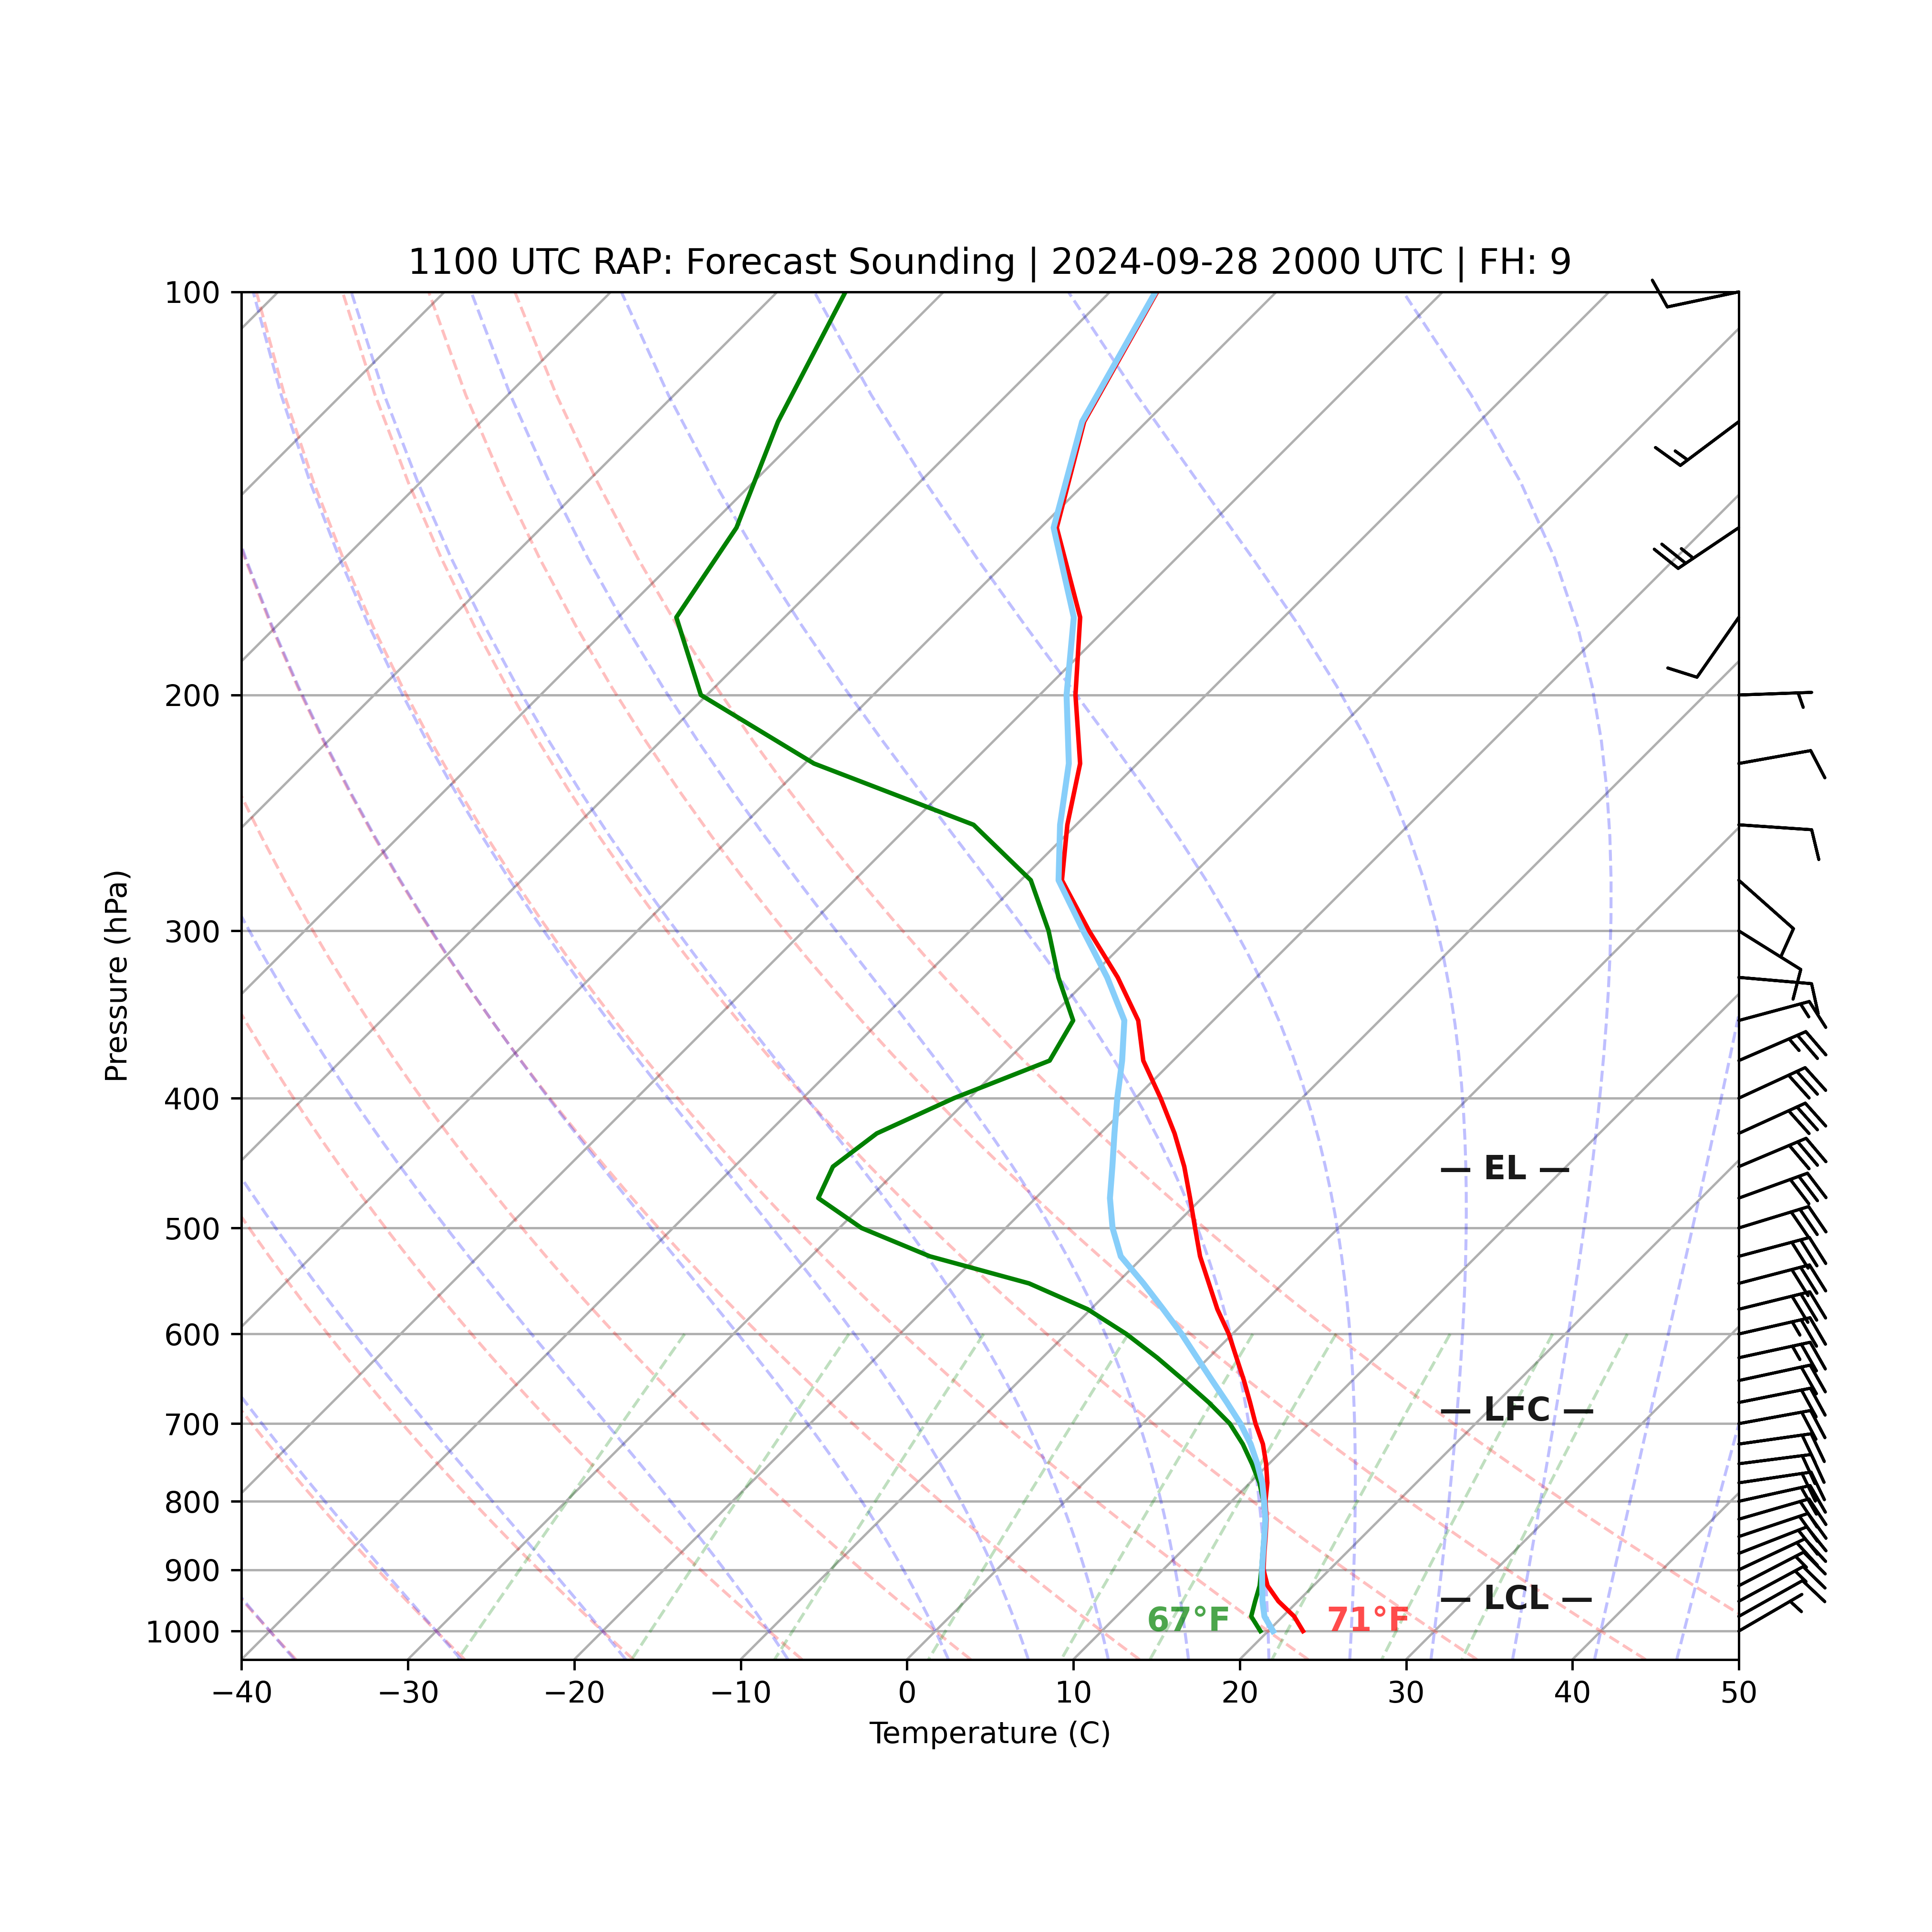 1100 UTC RAP: Forecast Sounding | 2024-09-28 2000 UTC | FH: 9
100
200
300
Pressure (hPa)
400
— EL —
500
600
— LFC —
700
800
900
— LCL —
67°F 71°F
1000
−40 −30 −20 −10 0 10 20 30 40 50
Temperature (C)